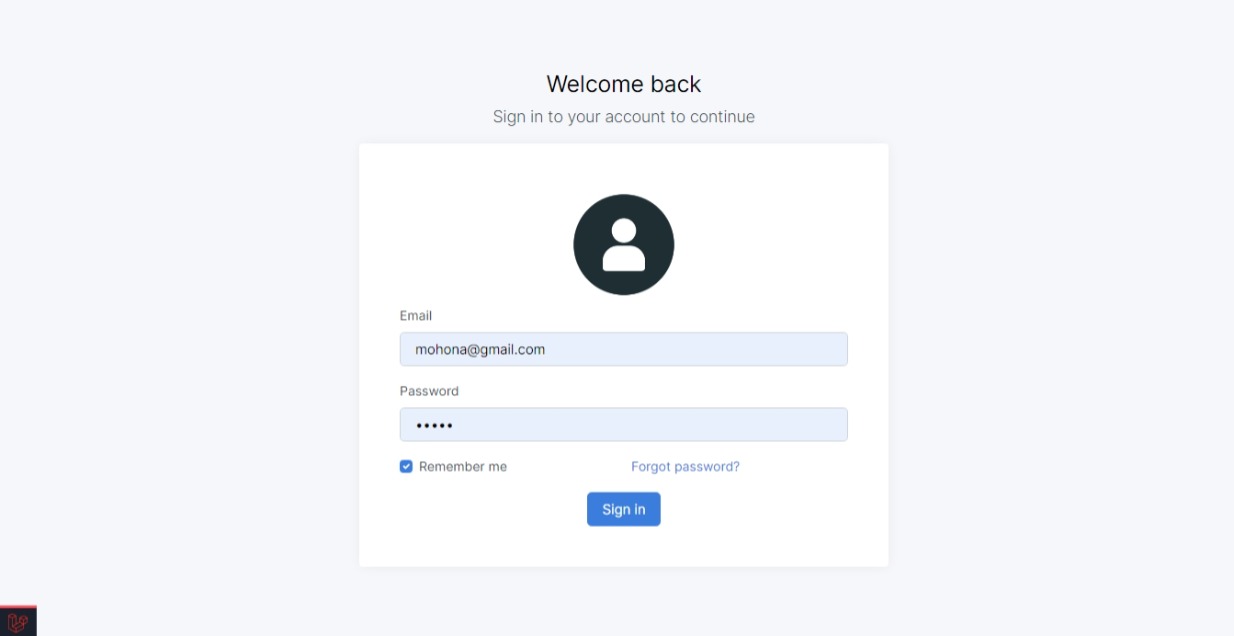 Welcome back
Sign in to your account to continue
Email
mohona@gmail.com
Password
•••••
Remember me Forgot password?
Sign in